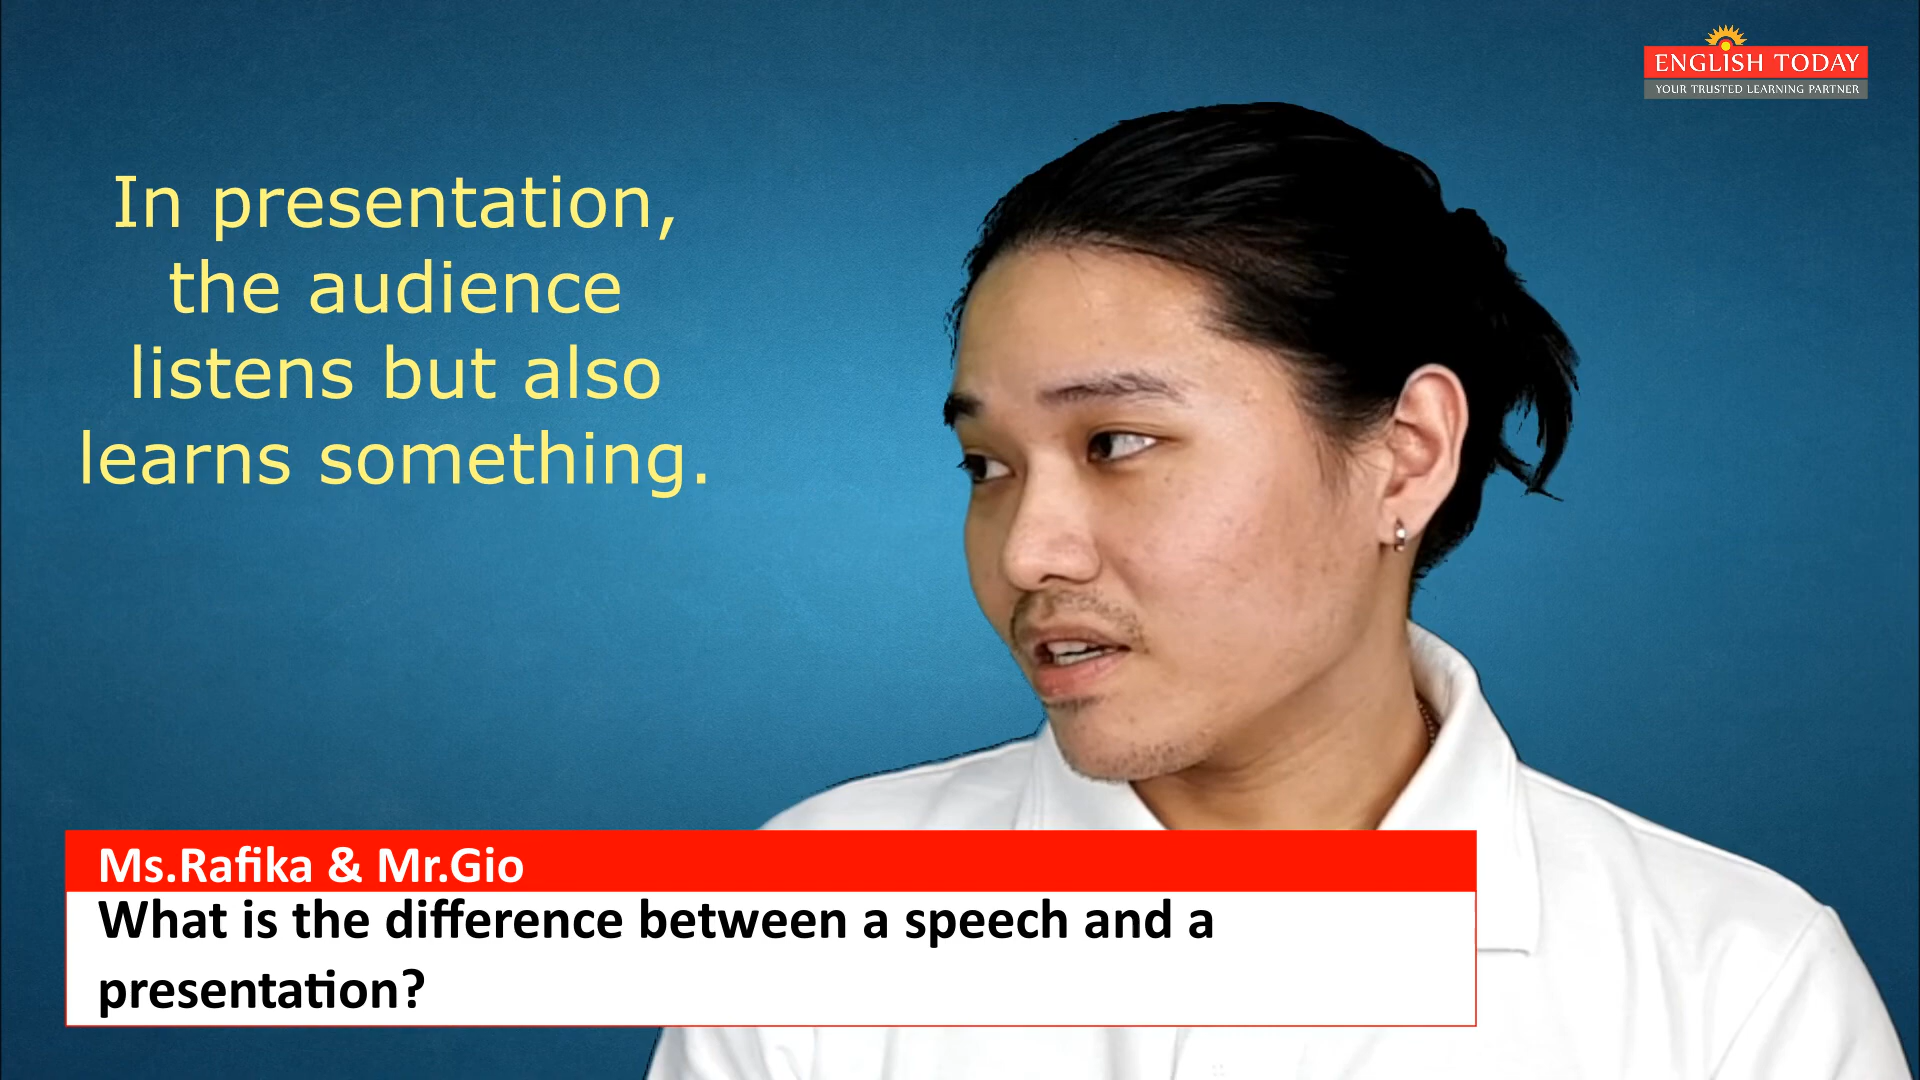 ENGLISH TODAY
YOUR TRUSTED LEARNING PARTNER
In presentation,
the audience
listens but also
learns something.
Ms.Rafika & Mr.Gio
What is the difference between a speech and a
presentation?